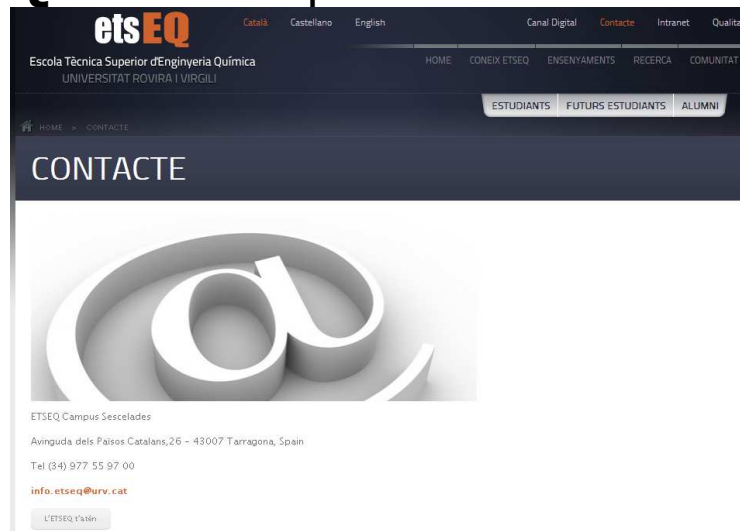 etsEQ
Català Castellano English Canal Digital Contacte Intranet Qualita
Escola Tècnica Superior d'Enginyeria Química
UNIVERSITAT ROVIRA I VIRGILI
HOME CONEIX ETSEQ ENSENYAMENTS RECERCA COMUNITAT
ESTUDIANTS FUTURS ESTUDIANTS ALUMNI
HOME » CONTACTE
CONTACTE
@
ETSEQ Campus Sescelades
Avinguda dels Països Catalans,26 - 43007 Tarragona, Spain
Tel (34) 977 55 97 00
info.etseq@urv.cat
L'ETSEQ t'atén